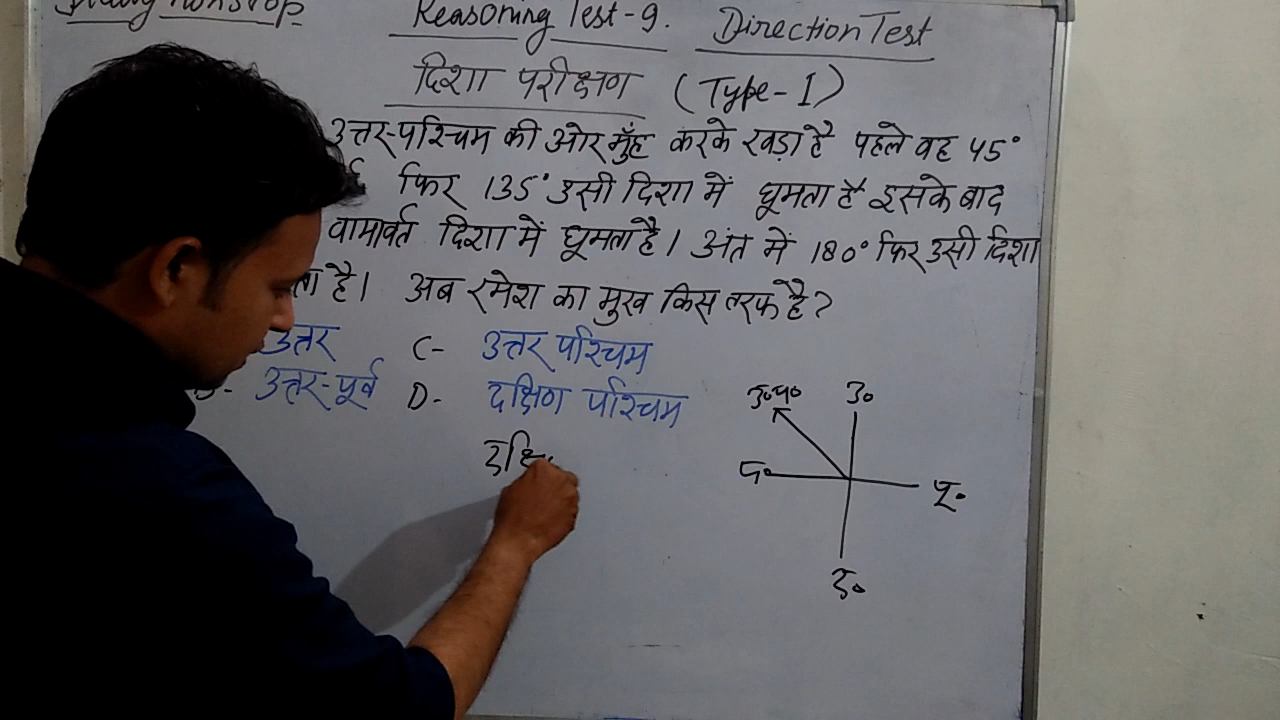 Reasoning Test-9. Direction Test
दिशा परीक्षण (Type-I)
उत्तर-पश्चिम की ओर मुँह करके खड़ा है पहले वह 45°
फिर 135° उसी दिशा में घूमता है इसके बाद
वामावर्त दिशा में घूमता है। अंत में 180° फिर उसी दिशा
ता है। अब रमेश का मुख किस तरफ है?
उत्तर C- उत्तर पश्चिम
B- उत्तर-पूर्व D- दक्षिण पश्चिम
उ०प० उ०
प० पू०
द०